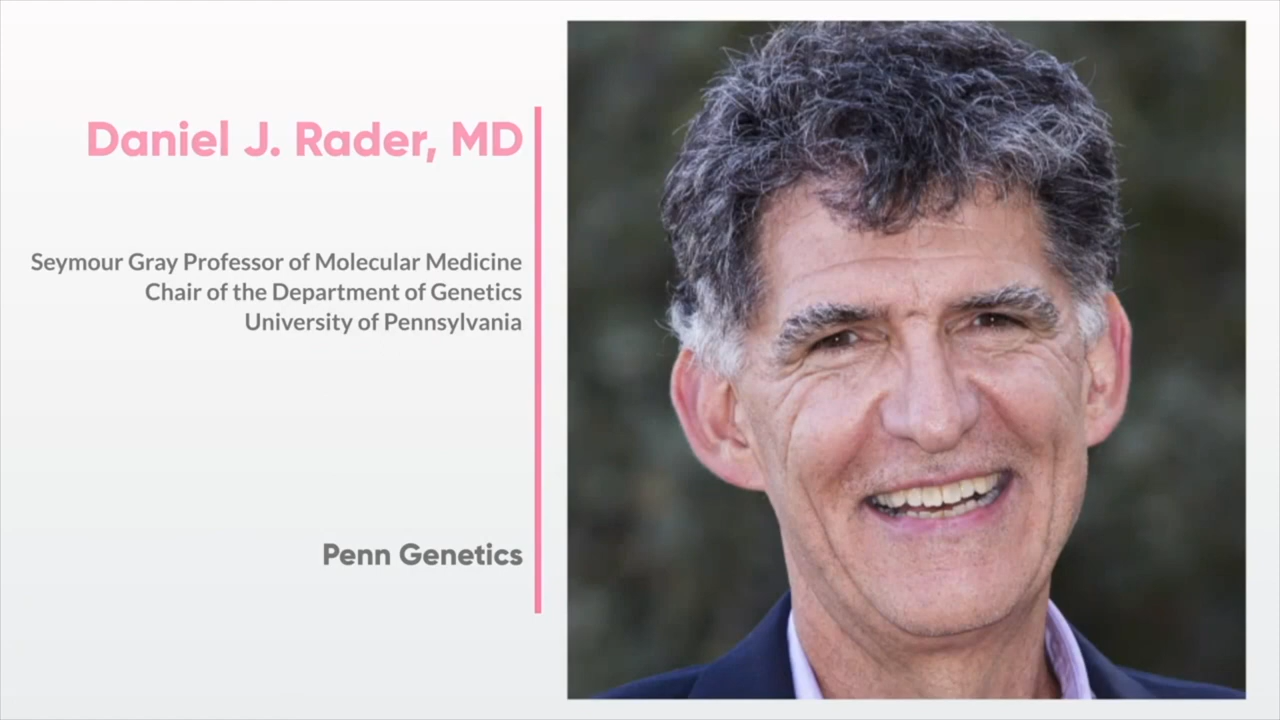 Daniel J. Rader, MD
Seymour Gray Professor of Molecular Medicine
Chair of the Department of Genetics
University of Pennsylvania
Penn Genetics